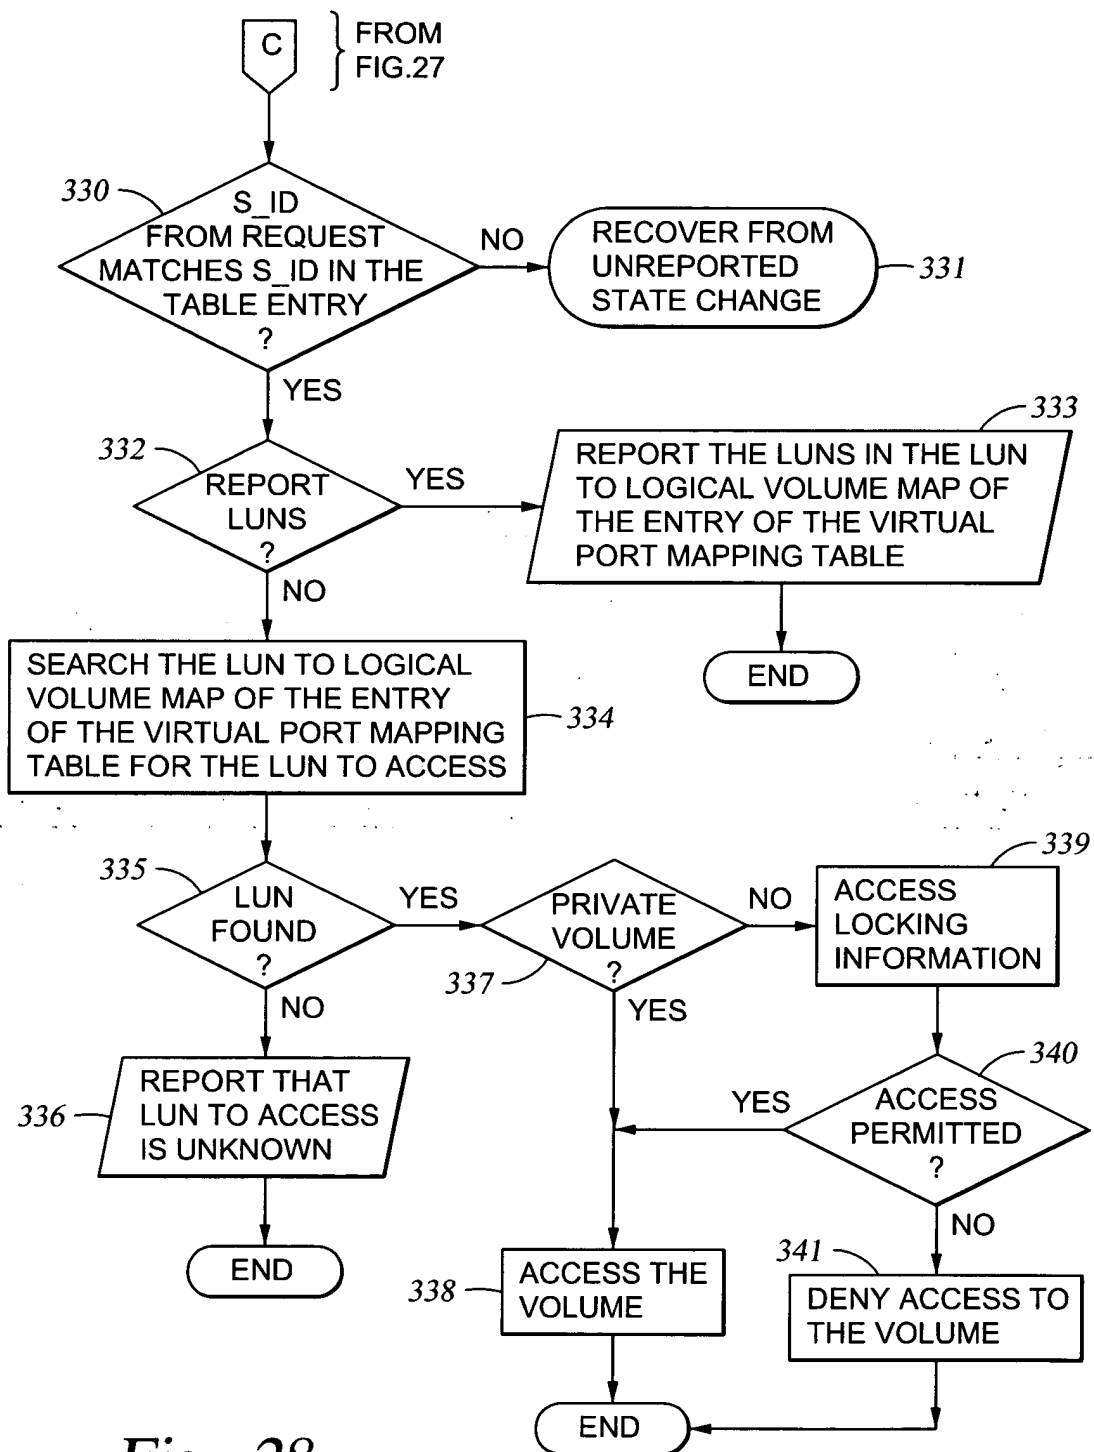 C
FROM
FIG.27
330
S_ID
FROM REQUEST
MATCHES S_ID IN THE
TABLE ENTRY
?
NO
RECOVER FROM
UNREPORTED
STATE CHANGE
331
YES
332
REPORT
LUNS
?
YES
333
REPORT THE LUNS IN THE LUN
TO LOGICAL VOLUME MAP OF
THE ENTRY OF THE VIRTUAL
PORT MAPPING TABLE
END
NO
SEARCH THE LUN TO LOGICAL
VOLUME MAP OF THE ENTRY
OF THE VIRTUAL PORT MAPPING
TABLE FOR THE LUN TO ACCESS
334
335
LUN
FOUND
?
YES
PRIVATE
VOLUME
?
337
NO
339
ACCESS
LOCKING
INFORMATION
NO
336
REPORT THAT
LUN TO ACCESS
IS UNKNOWN
END
YES
340
ACCESS
PERMITTED
?
YES
NO
338
ACCESS THE
VOLUME
341
DENY ACCESS TO
THE VOLUME
END
Fig. 28